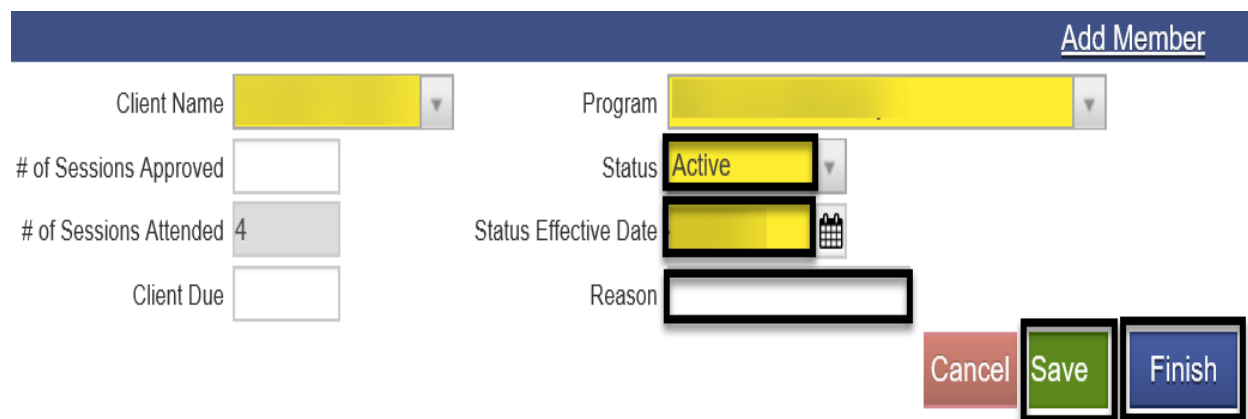 Add Member
Client Name Program
# of Sessions Approved Status Active
# of Sessions Attended 4 Status Effective Date
Client Due Reason
Cancel Save Finish